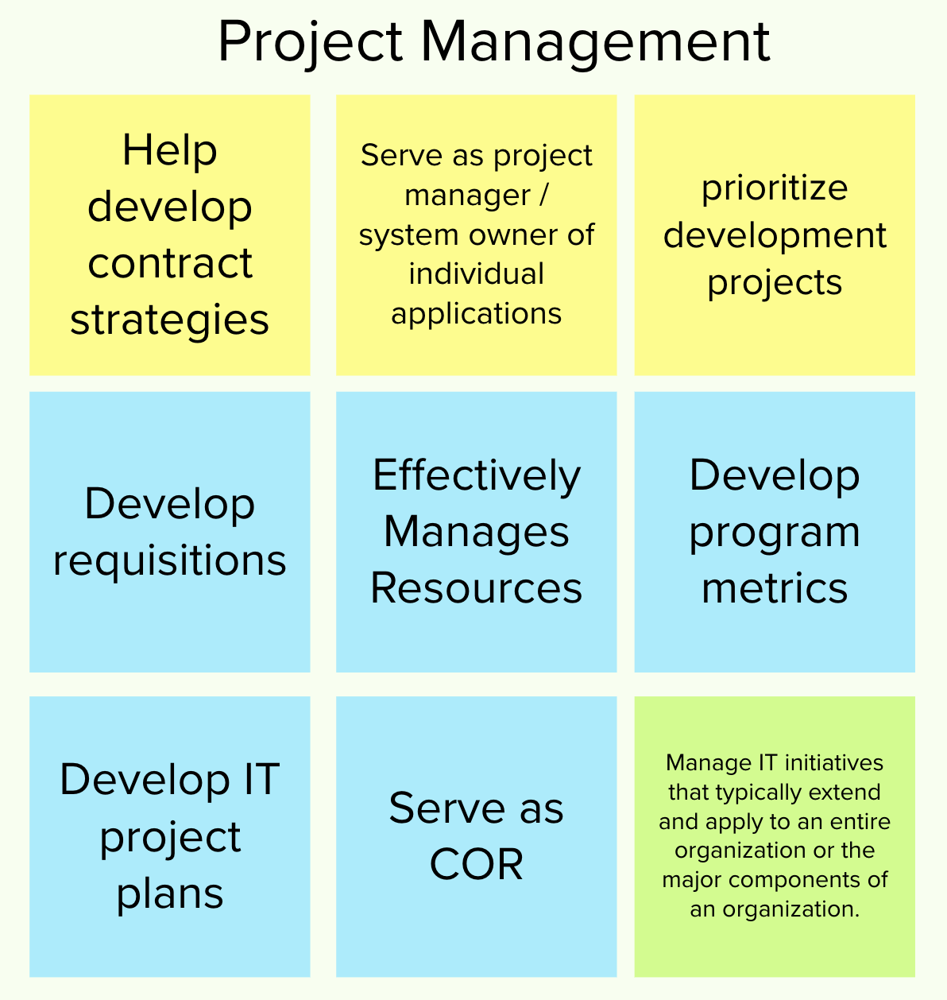 Project Management
Help
develop
contract
strategies
Serve as project
manager /
system owner of
individual
applications
prioritize
development
projects
Develop
requisitions
Effectively
Manages
Resources
Develop
program
metrics
Develop IT
project
plans
Serve as
COR
Manage IT initiatives
that typically extend
and apply to an entire
organization or the
major components of
an organization.